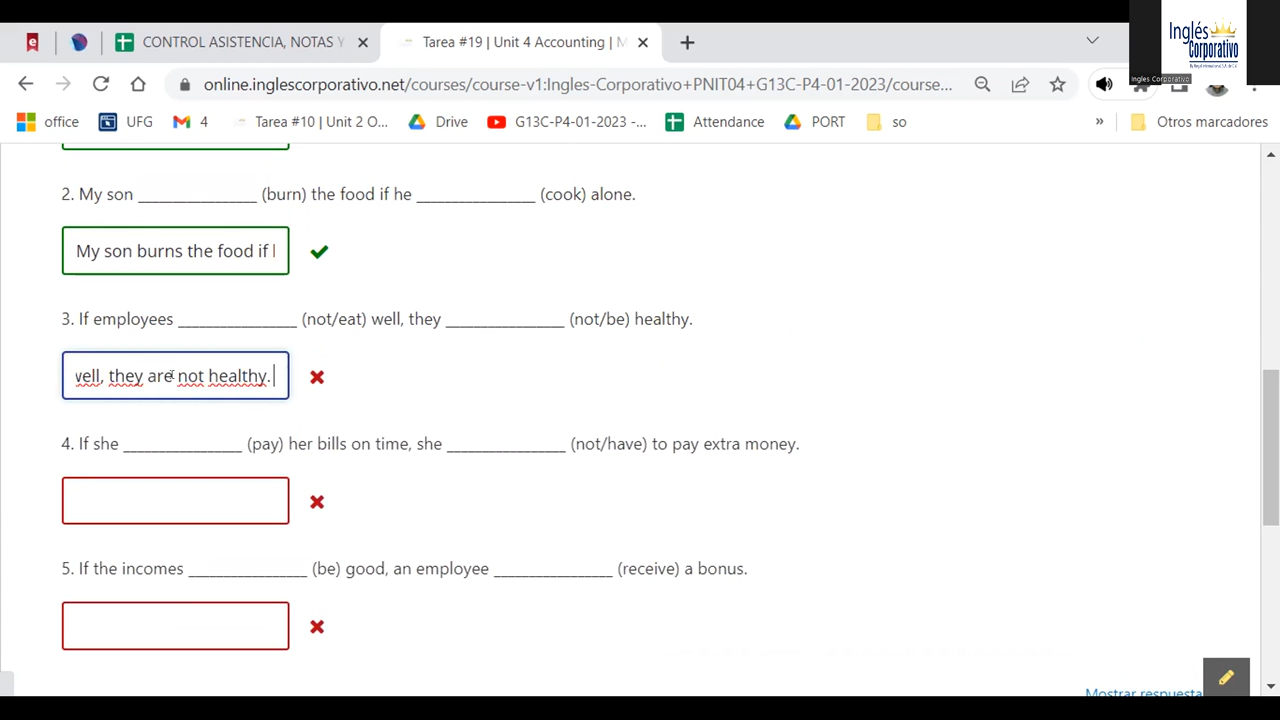 Inglés
Corporativo
Ingles Corporativo
CONTROL ASISTENCIA, NOTAS Y
Tarea #19 | Unit 4 Accounting | M
online.inglescorporativo.net/courses/course-v1:Ingles-Corporativo+PNIT04+G13C-P4-01-2023/course...
office
UFG
4
Tarea #10 | Unit 2 O...
Drive
G13C-P4-01-2023 -...
Attendance
PORT
so
»
Otros marcadores
2. My son _______________ (burn) the food if he _______________ (cook) alone.
My son burns the food if
3. If employees _______________ (not/eat) well, they _______________ (not/be) healthy.
well, they are not healthy.
4. If she _______________ (pay) her bills on time, she _______________ (not/have) to pay extra money.
5. If the incomes _______________ (be) good, an employee _______________ (receive) a bonus.
Mostrar respuesta